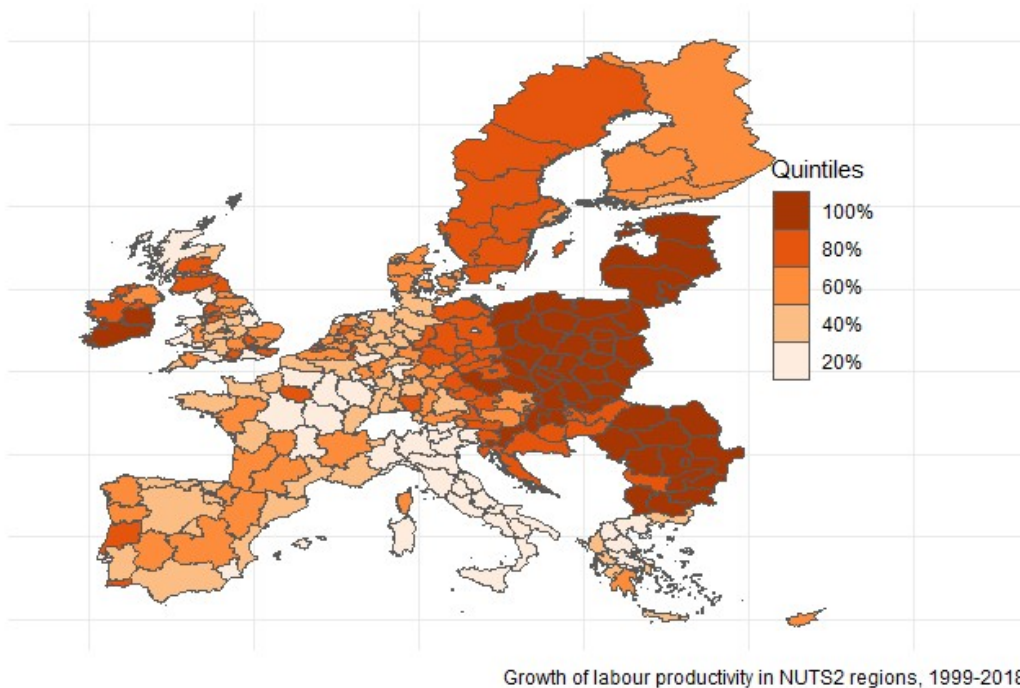 Quintiles
100%
80%
60%
40%
20%
Growth of labour productivity in NUTS2 regions, 1999-2018